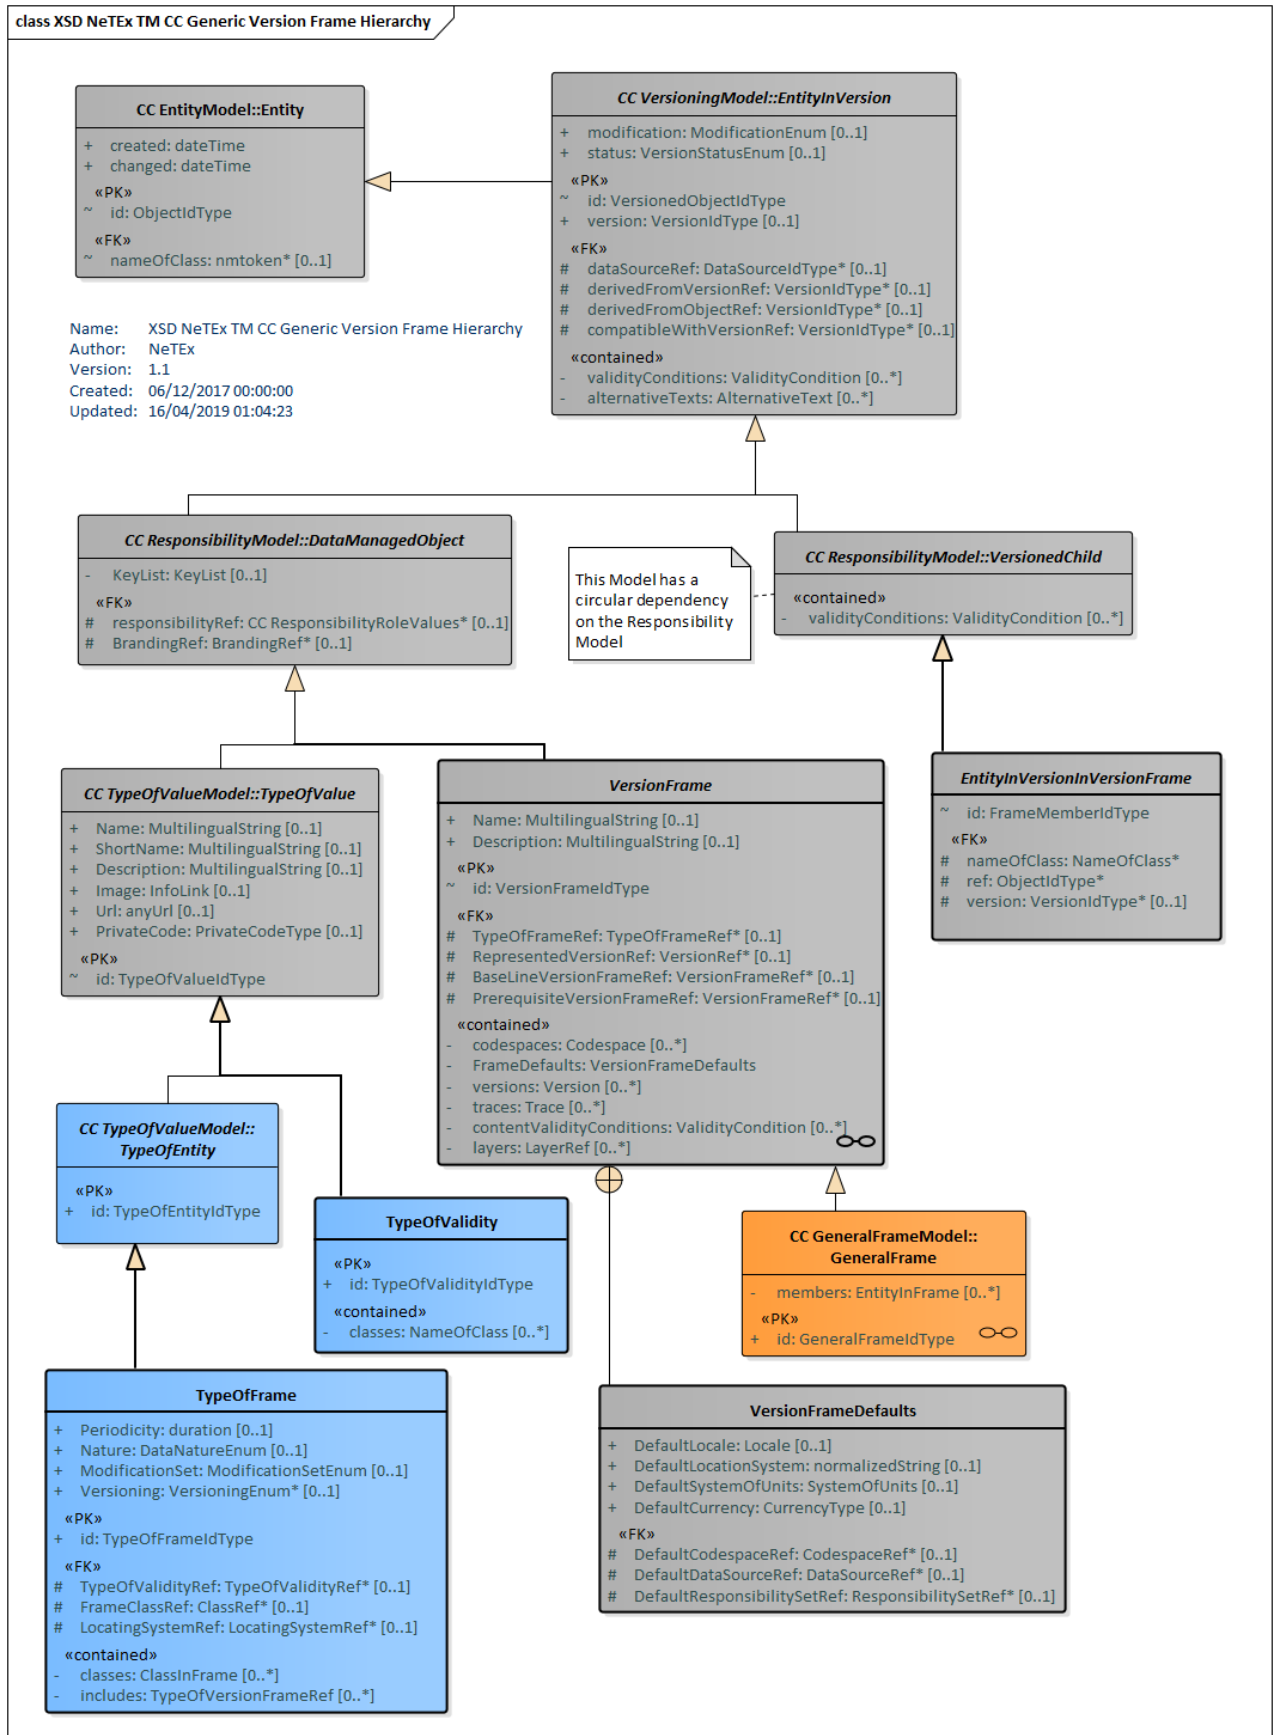 class XSD NeTEx TM CC Generic Version Frame Hierarchy
CC EntityModel::Entity
+ created: dateTime
+ changed: dateTime
«PK»
~ id: ObjectIdType
«FK»
~ nameOfClass: nmtoken* [0..1]
CC VersioningModel::EntityInVersion
+ modification: ModificationEnum [0..1]
+ status: VersionStatusEnum [0..1]
«PK»
~ id: VersionedObjectIdType
+ version: VersionIdType [0..1]
«FK»
# dataSourceRef: DataSourceIdType* [0..1]
# derivedFromVersionRef: VersionIdType* [0..1]
# derivedFromObjectRef: VersionIdType* [0..1]
# compatibleWithVersionRef: VersionIdType* [0..1]
«contained»
- validityConditions: ValidityCondition [0..*]
- alternativeTexts: AlternativeText [0..*]
Name: XSD NeTEx TM CC Generic Version Frame Hierarchy
Author: NeTEx
Version: 1.1
Created: 06/12/2017 00:00:00
Updated: 16/04/2019 01:04:23
CC ResponsibilityModel::DataManagedObject
- KeyList: KeyList [0..1]
«FK»
# responsibilityRef: CC ResponsibilityRoleValues* [0..1]
# BrandingRef: BrandingRef* [0..1]
This Model has a
circular dependency
on the Responsibility
Model
CC ResponsibilityModel::VersionedChild
«contained»
- validityConditions: ValidityCondition [0..*]
CC TypeOfValueModel::TypeOfValue
+ Name: MultilingualString [0..1]
+ ShortName: MultilingualString [0..1]
+ Description: MultilingualString [0..1]
+ Image: InfoLink [0..1]
+ Url: anyUrl [0..1]
+ PrivateCode: PrivateCodeType [0..1]
«PK»
~ id: TypeOfValueIdType
VersionFrame
+ Name: MultilingualString [0..1]
+ Description: MultilingualString [0..1]
«PK»
~ id: VersionFrameIdType
«FK»
# TypeOfFrameRef: TypeOfFrameRef* [0..1]
# RepresentedVersionRef: VersionRef* [0..1]
# BaseLineVersionFrameRef: VersionFrameRef* [0..1]
# PrerequisiteVersionFrameRef: VersionFrameRef* [0..1]
«contained»
- codespaces: Codespace [0..*]
- FrameDefaults: VersionFrameDefaults
- versions: Version [0..*]
- traces: Trace [0..*]
- contentValidityConditions: ValidityCondition [0..*]
- layers: LayerRef [0..*]
EntityInVersionInVersionFrame
~ id: FrameMemberIdType
«FK»
# nameOfClass: NameOfClass*
# ref: ObjectIdType*
# version: VersionIdType* [0..1]
CC TypeOfValueModel::
TypeOfEntity
«PK»
+ id: TypeOfEntityIdType
TypeOfValidity
«PK»
+ id: TypeOfValidityIdType
«contained»
- classes: NameOfClass [0..*]
CC GeneralFrameModel::
GeneralFrame
- members: EntityInFrame [0..*]
«PK»
+ id: GeneralFrameIdType
TypeOfFrame
+ Periodicity: duration [0..1]
+ Nature: DataNatureEnum [0..1]
+ ModificationSet: ModificationSetEnum [0..1]
+ Versioning: VersioningEnum* [0..1]
«PK»
+ id: TypeOfFrameIdType
«FK»
# TypeOfValidityRef: TypeOfValidityRef* [0..1]
# FrameClassRef: ClassRef* [0..1]
# LocatingSystemRef: LocatingSystemRef* [0..1]
«contained»
- classes: ClassInFrame [0..*]
- includes: TypeOfVersionFrameRef [0..*]
VersionFrameDefaults
+ DefaultLocale: Locale [0..1]
+ DefaultLocationSystem: normalizedString [0..1]
+ DefaultSystemOfUnits: SystemOfUnits [0..1]
+ DefaultCurrency: CurrencyType [0..1]
«FK»
# DefaultCodespaceRef: CodespaceRef* [0..1]
# DefaultDataSourceRef: DataSourceRef* [0..1]
# DefaultResponsibilitySetRef: ResponsibilitySetRef* [0..1]